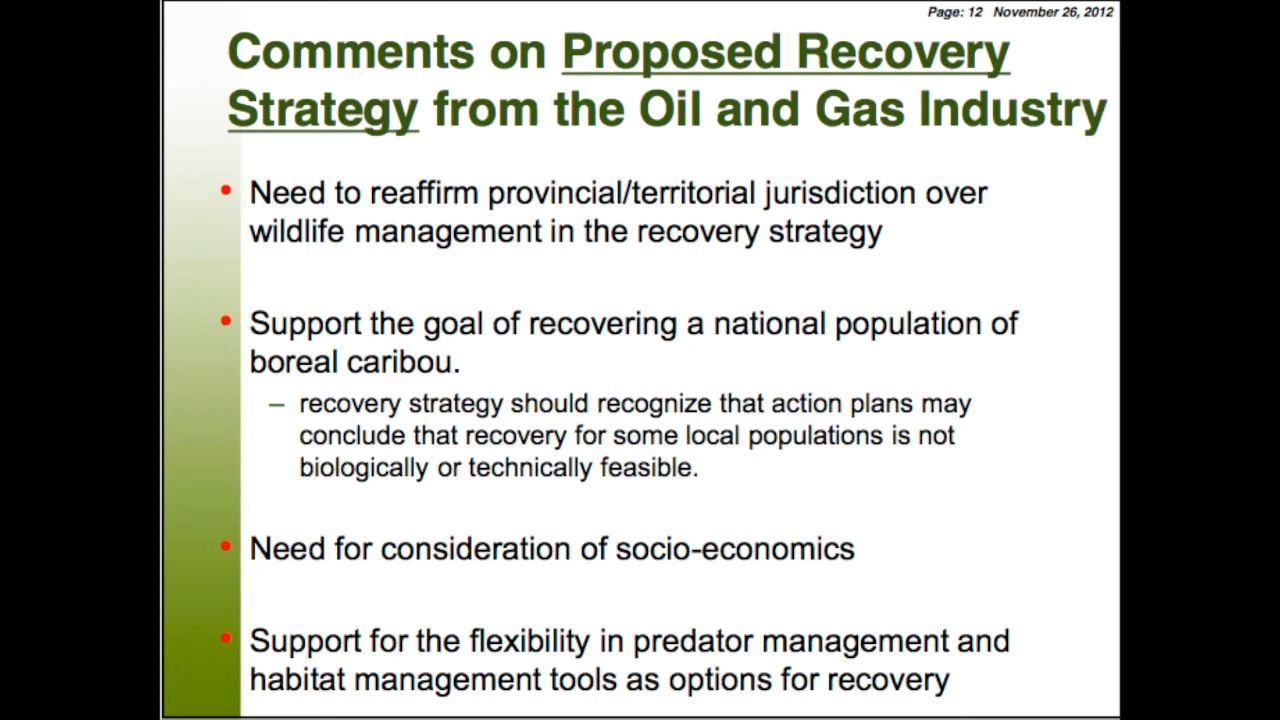 Page: 12 November 26, 2012
Comments on Proposed Recovery
Strategy from the Oil and Gas Industry
• Need to reaffirm provincial/territorial jurisdiction over
wildlife management in the recovery strategy
• Support the goal of recovering a national population of
boreal caribou.
– recovery strategy should recognize that action plans may
conclude that recovery for some local populations is not
biologically or technically feasible.
• Need for consideration of socio-economics
• Support for the flexibility in predator management and
habitat management tools as options for recovery